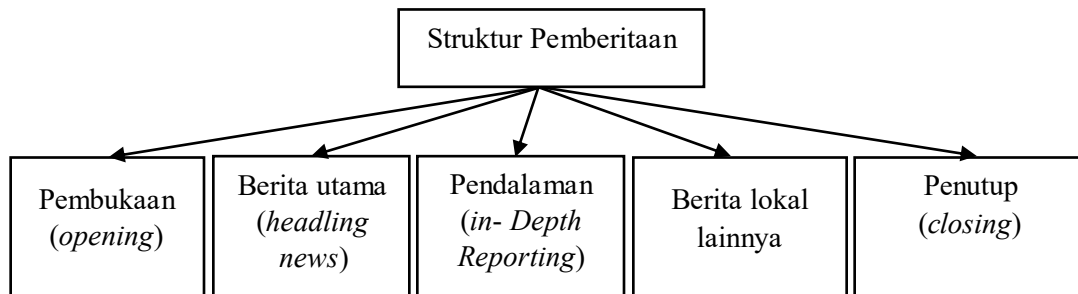 Struktur Pemberitaan
Pembukaan
(opening)
Berita utama
(headling
news)
Pendalaman
(in- Depth
Reporting)
Berita lokal
lainnya
Penutup
(closing)